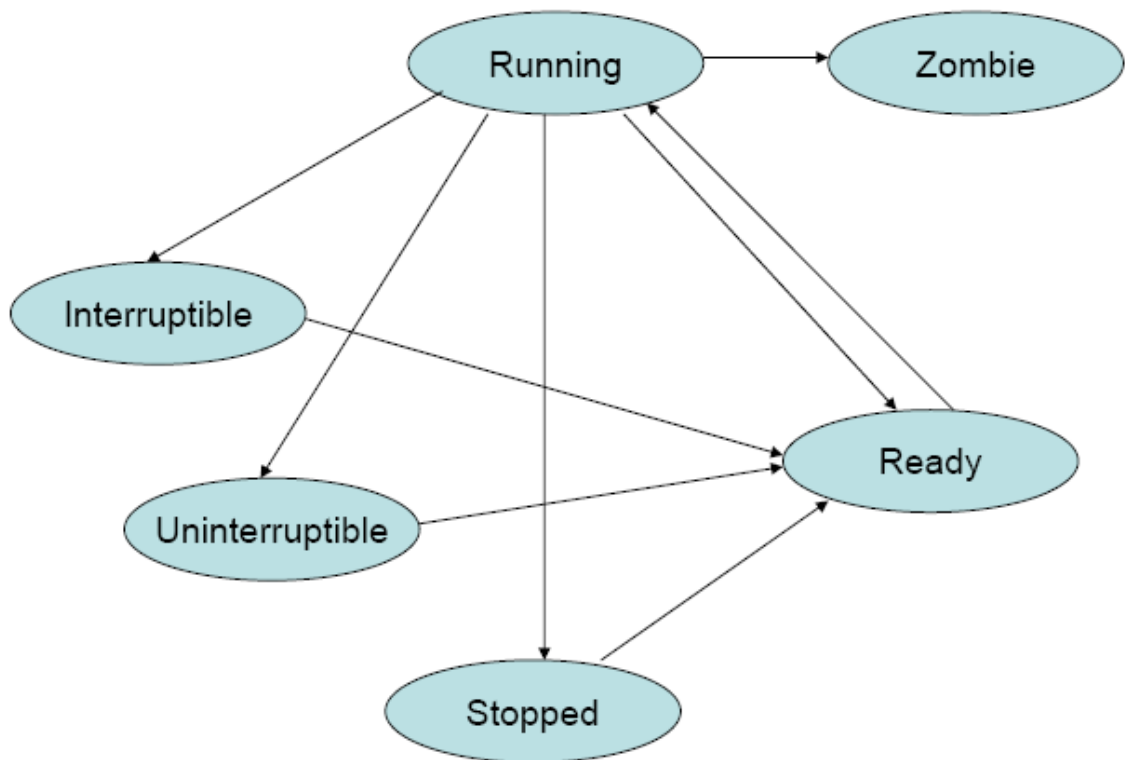 Running
Zombie
Interruptible
Ready
Uninterruptible
Stopped